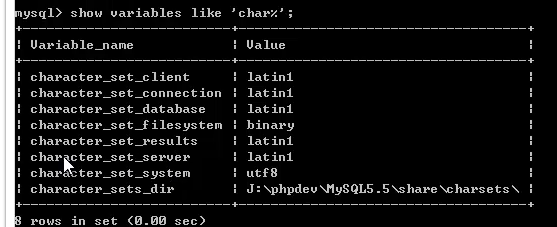 mysql> show variables like 'char%';
+--------------------------+-------------------------------+
| Variable_name | Value |
+--------------------------+-------------------------------+
| character_set_client | latin1 |
| character_set_connection | latin1 |
| character_set_database | latin1 |
| character_set_filesystem | binary |
| character_set_results | latin1 |
| character_set_server | latin1 |
| character_set_system | utf8 |
| character_sets_dir | J:\phpdev\MySQL5.5\share\charsets\ |
+--------------------------+-------------------------------+
8 rows in set (0.00 sec)